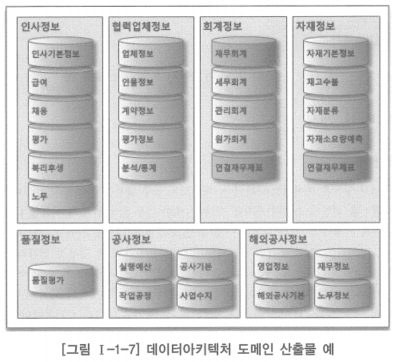 인사정보
인사기본정보
급여
채용
평가
복리후생
노무
협력업체정보
업체정보
인물정보
계약정보
평가정보
분석/통계
회계정보
재무회계
세무회계
관리회계
원가회계
연결재무제표
자재정보
자재기본정보
재고수불
자재분류
자재소요량예측
연결재무제표
품질정보
품질평가
공사정보
실행예산
공사기본
작업공정
사업수지
해외공사정보
영업정보
재무정보
해외공사기본
노무정보
[그림 Ⅰ-1-7] 데이터아키텍처 도메인 산출물 예